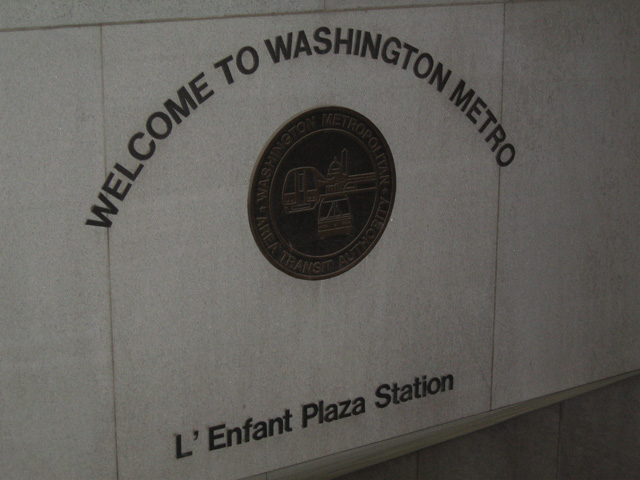 WELCOME TO WASHINGTON METRO
WASHINGTON METROPOLITAN
AREA TRANSIT AUTHORITY
L' Enfant Plaza Station